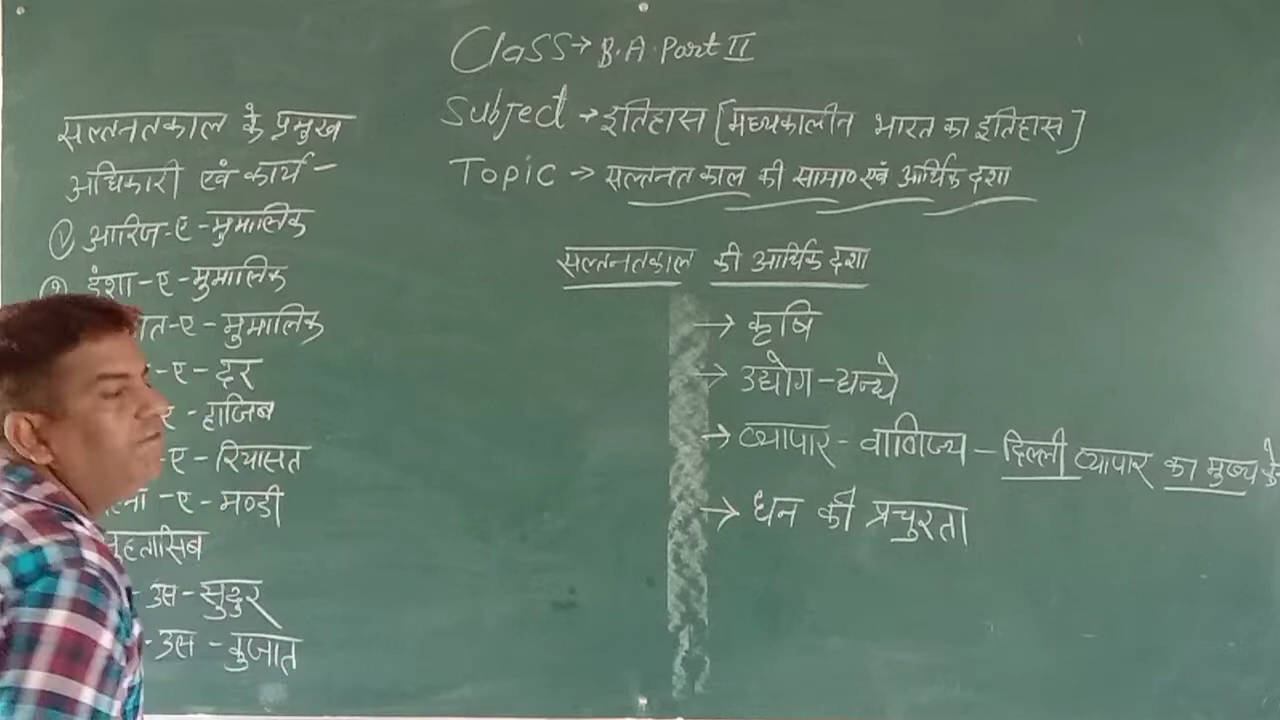 Class→ B.A. Part II
Subject → इतिहास [मध्यकालीन भारत का इतिहास]
Topic → सल्तनत काल की सामा० एवं आर्थिक दशा
सल्तनतकाल के प्रमुख
अधिकारी एवं कार्य —
① आरिज-ए-मुमालिक
इंशा-ए-मुमालिक
-ए-मुमालिक
-ए-दर
-हाजिब
-ए-रियासत
-ए-मण्डी
मुहतासिब
-उस-सुदुर
-उस-कुजात
सल्तनतकाल की आर्थिक दशा
→ कृषि
→ उद्योग-धन्धे
→ व्यापार - वाणिज्य - दिल्ली व्यापार का मुख्य
→ धन की प्रचुरता